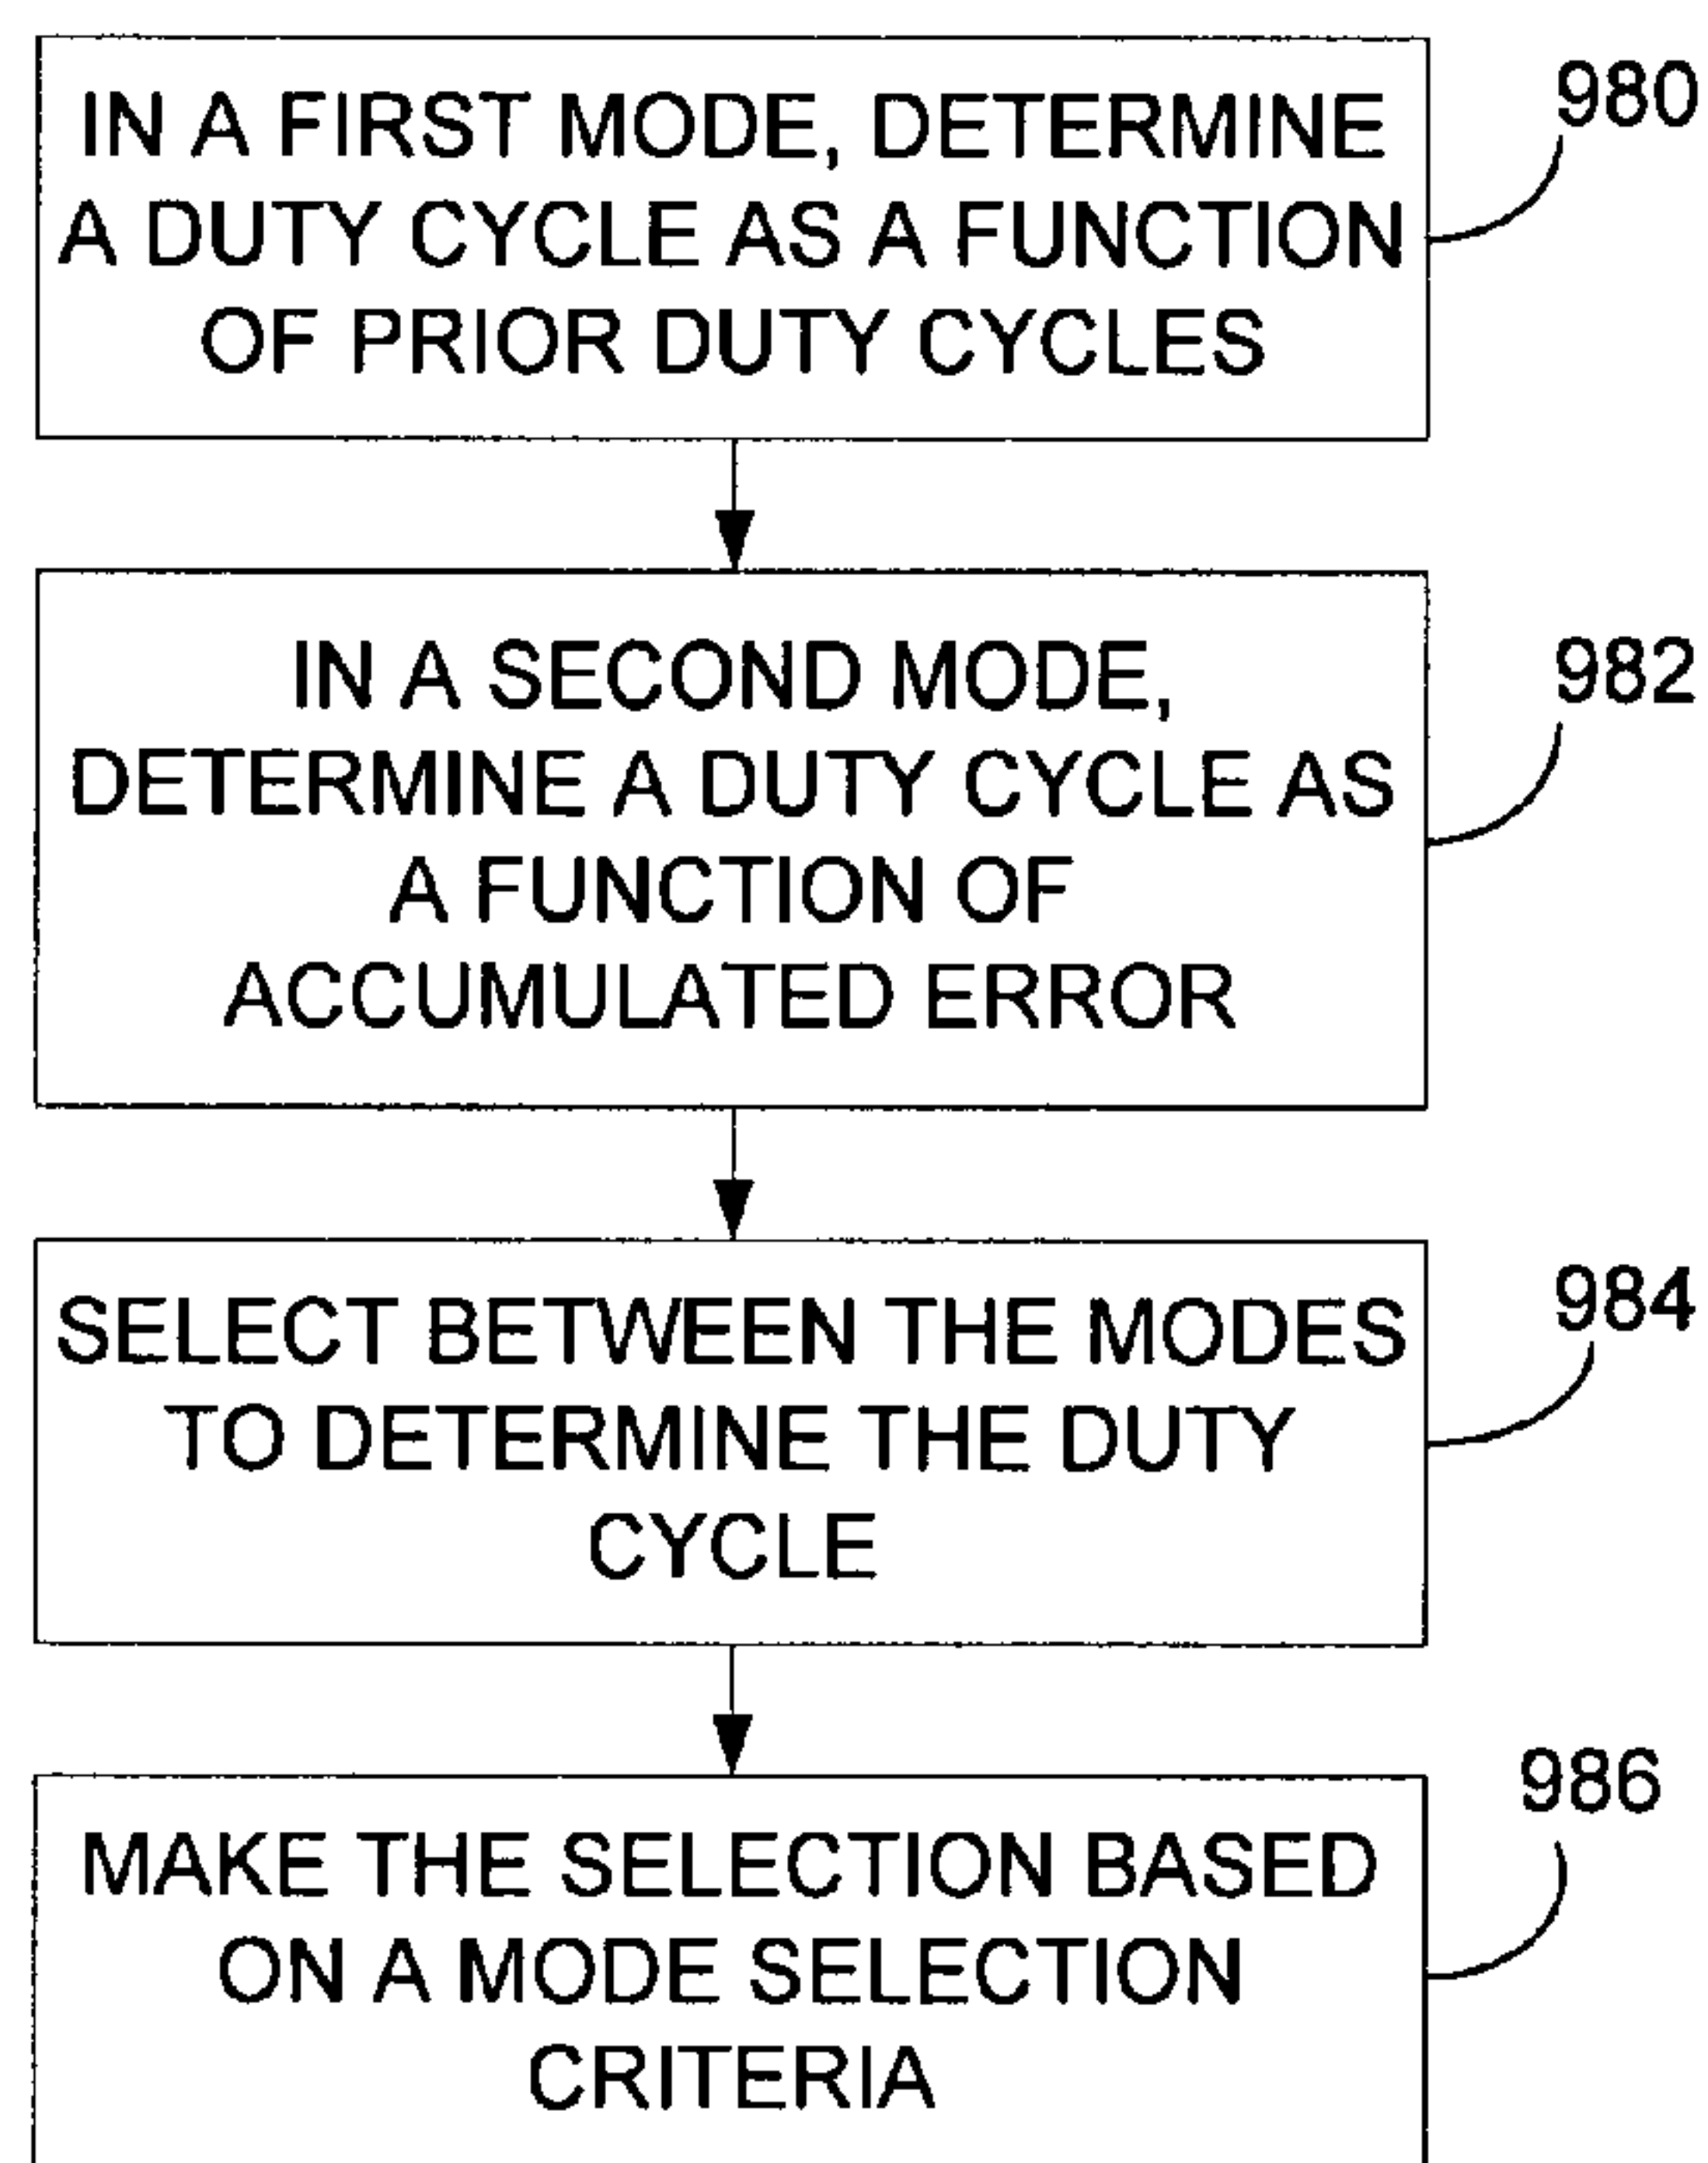 IN A FIRST MODE, DETERMINE
A DUTY CYCLE AS A FUNCTION
OF PRIOR DUTY CYCLES
980
IN A SECOND MODE,
DETERMINE A DUTY CYCLE AS
A FUNCTION OF
ACCUMULATED ERROR
982
SELECT BETWEEN THE MODES
TO DETERMINE THE DUTY
CYCLE
984
MAKE THE SELECTION BASED
ON A MODE SELECTION
CRITERIA
986